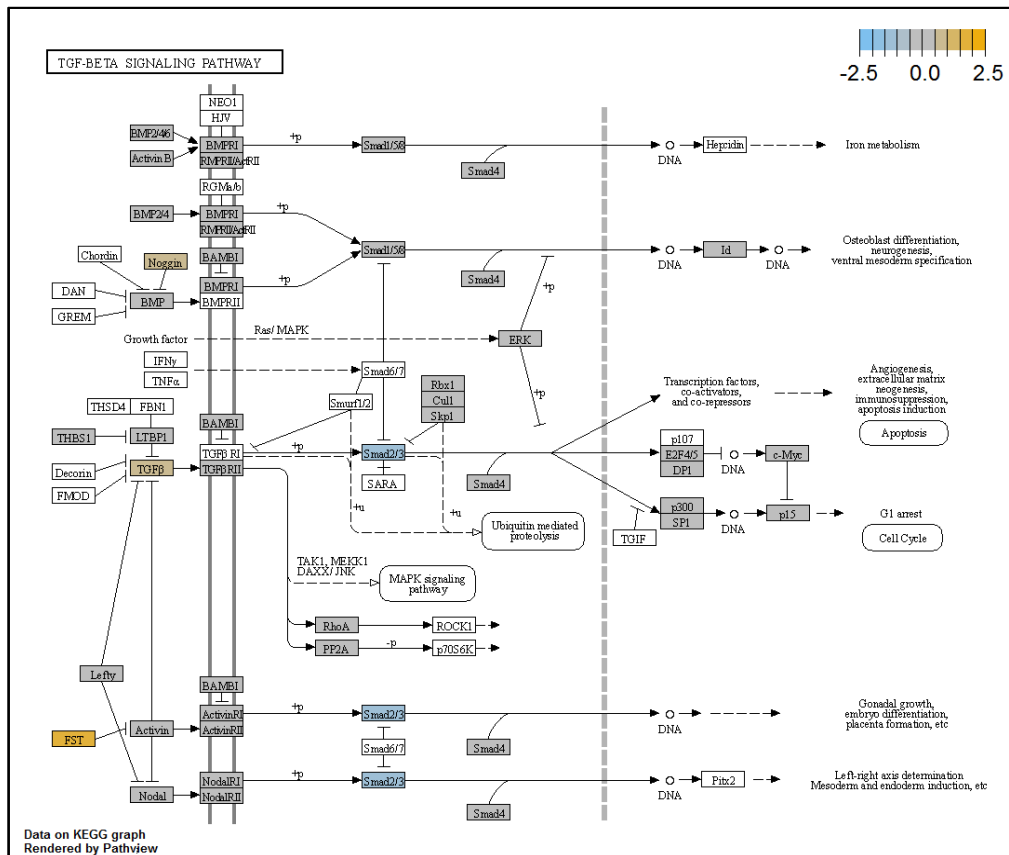 TGF-BETA SIGNALING PATHWAY
-2.5 0.0 2.5
NEO1
HJV
BMP2/4/6
Activin B
BMPRI
BMPRII/ActRII
+p
Smad1/5/8
Smad4
DNA
Hepcidin
Iron metabolism
RGMa/b
BMP2/4
BMPRI
BMPRII/ActRII
+p
Smad1/5/8
Smad4
DNA
Id
DNA
Osteoblast differentiation,
neurogenesis,
ventral mesoderm specification
Chordin
Noggin
BAMBI
DAN
GREM
BMP
BMPRI
BMPRII
+p
+p
Growth factor
Ras/ MAPK
ERK
IFNγ
TNFα
Smad6/7
Smurf1/2
Rbx1
Cul1
Skp1
+p
Transcription factors,
co-activators,
and co-repressors
Angiogenesis,
extracellular matrix
neogenesis,
immunosuppression,
apoptosis induction
Apoptosis
THSD4
FBN1
THBS1
LTBP1
BAMBI
Decorin
FMOD
TGFβ
TGFβ RI
TGFβ RII
+p
Smad2/3
SARA
Smad4
p107
E2F4/5
DP1
DNA
c-Myc
+u
+u
Ubiquitin mediated
proteolysis
p300
SP1
TGIF
DNA
p15
G1 arrest
Cell Cycle
TAK1, MEKK1
DAXX/ JNK
MAPK signaling
pathway
RhoA
ROCK1
PP2A
-p
p70S6K
Lefty
BAMBI
FST
Activin
ActivinRI
ActivinRII
+p
Smad2/3
Smad4
DNA
Gonadal growth,
embryo differentiation,
placenta formation, etc
Smad6/7
Nodal
NodalRI
NodalRII
+p
Smad2/3
Smad4
DNA
Pitx2
Left-right axis determination
Mesoderm and endoderm induction, etc
Data on KEGG graph
Rendered by Pathview